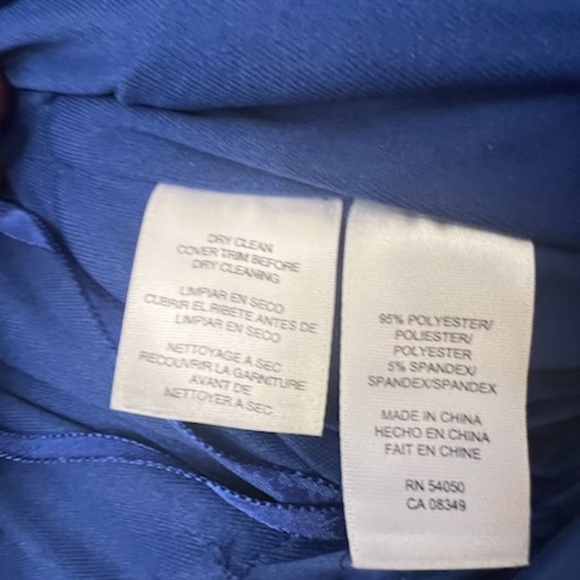 DRY CLEAN
COVER TRIM BEFORE
DRY CLEANING
LIMPIAR EN SECO
CUBRIR EL RIBETE ANTES DE
LIMPIAR EN SECO
NETTOYAGE A SEC
RECOUVRIR LA GARNITURE
AVANT DE
NETTOYER A SEC.
95% POLYESTER/
POLIESTER/
POLYESTER
5% SPANDEX/
SPANDEX/SPANDEX
MADE IN CHINA
HECHO EN CHINA
FAIT EN CHINE
RN 54050
CA 08349